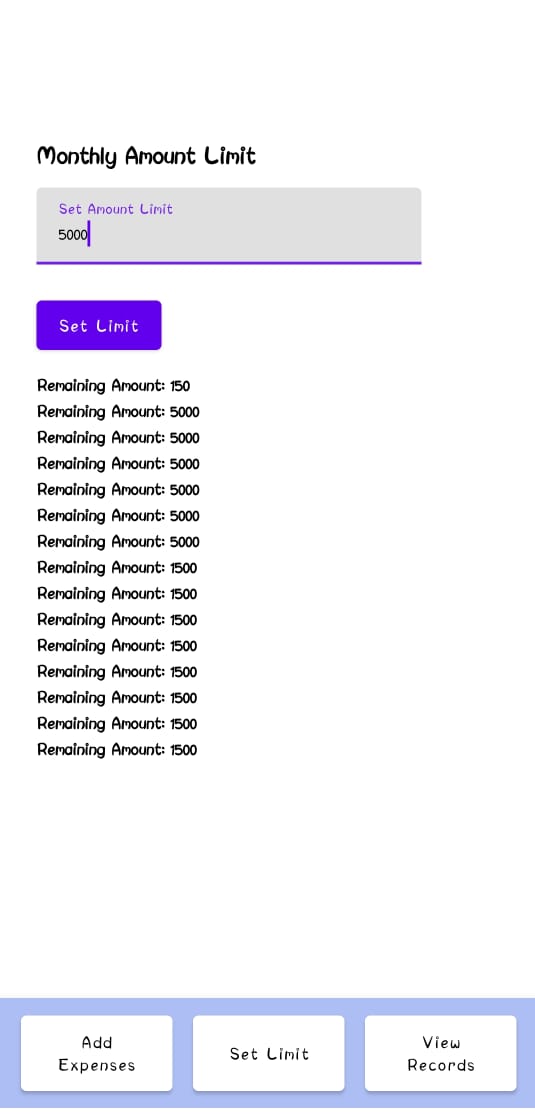 Monthly Amount Limit
Set Amount Limit
5000
Set Limit
Remaining Amount: 150
Remaining Amount: 5000
Remaining Amount: 5000
Remaining Amount: 5000
Remaining Amount: 5000
Remaining Amount: 5000
Remaining Amount: 5000
Remaining Amount: 1500
Remaining Amount: 1500
Remaining Amount: 1500
Remaining Amount: 1500
Remaining Amount: 1500
Remaining Amount: 1500
Remaining Amount: 1500
Remaining Amount: 1500
Add
Expenses
Set Limit
View
Records